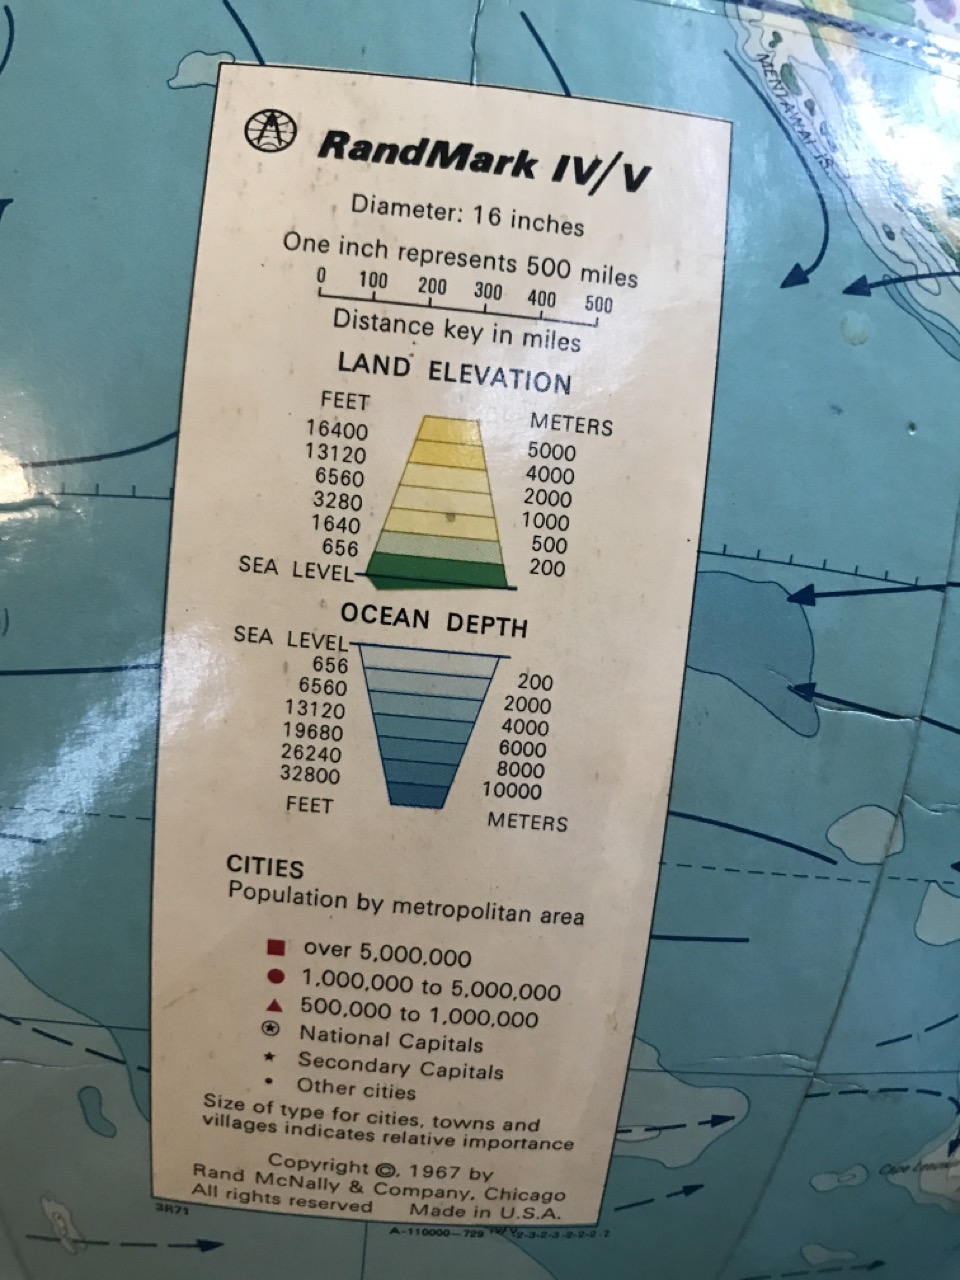 MENTAWAI IS.
RandMark IV/V
Diameter: 16 inches
One inch represents 500 miles
0 100 200 300 400 500
Distance key in miles
LAND ELEVATION
FEET METERS
16400 5000
13120 4000
6560 2000
3280 1000
1640 500
656 200
SEA LEVEL
OCEAN DEPTH
SEA LEVEL
656 200
6560 2000
13120 4000
19680 6000
26240 8000
32800 10000
FEET METERS
CITIES
Population by metropolitan area
over 5,000,000
1,000,000 to 5,000,000
500,000 to 1,000,000
National Capitals
Secondary Capitals
Other cities
Size of type for cities, towns and
villages indicates relative importance
Copyright ©, 1967 by
Rand McNally & Company, Chicago
All rights reserved Made in U.S.A.
3R71
A-110000-729
Cape